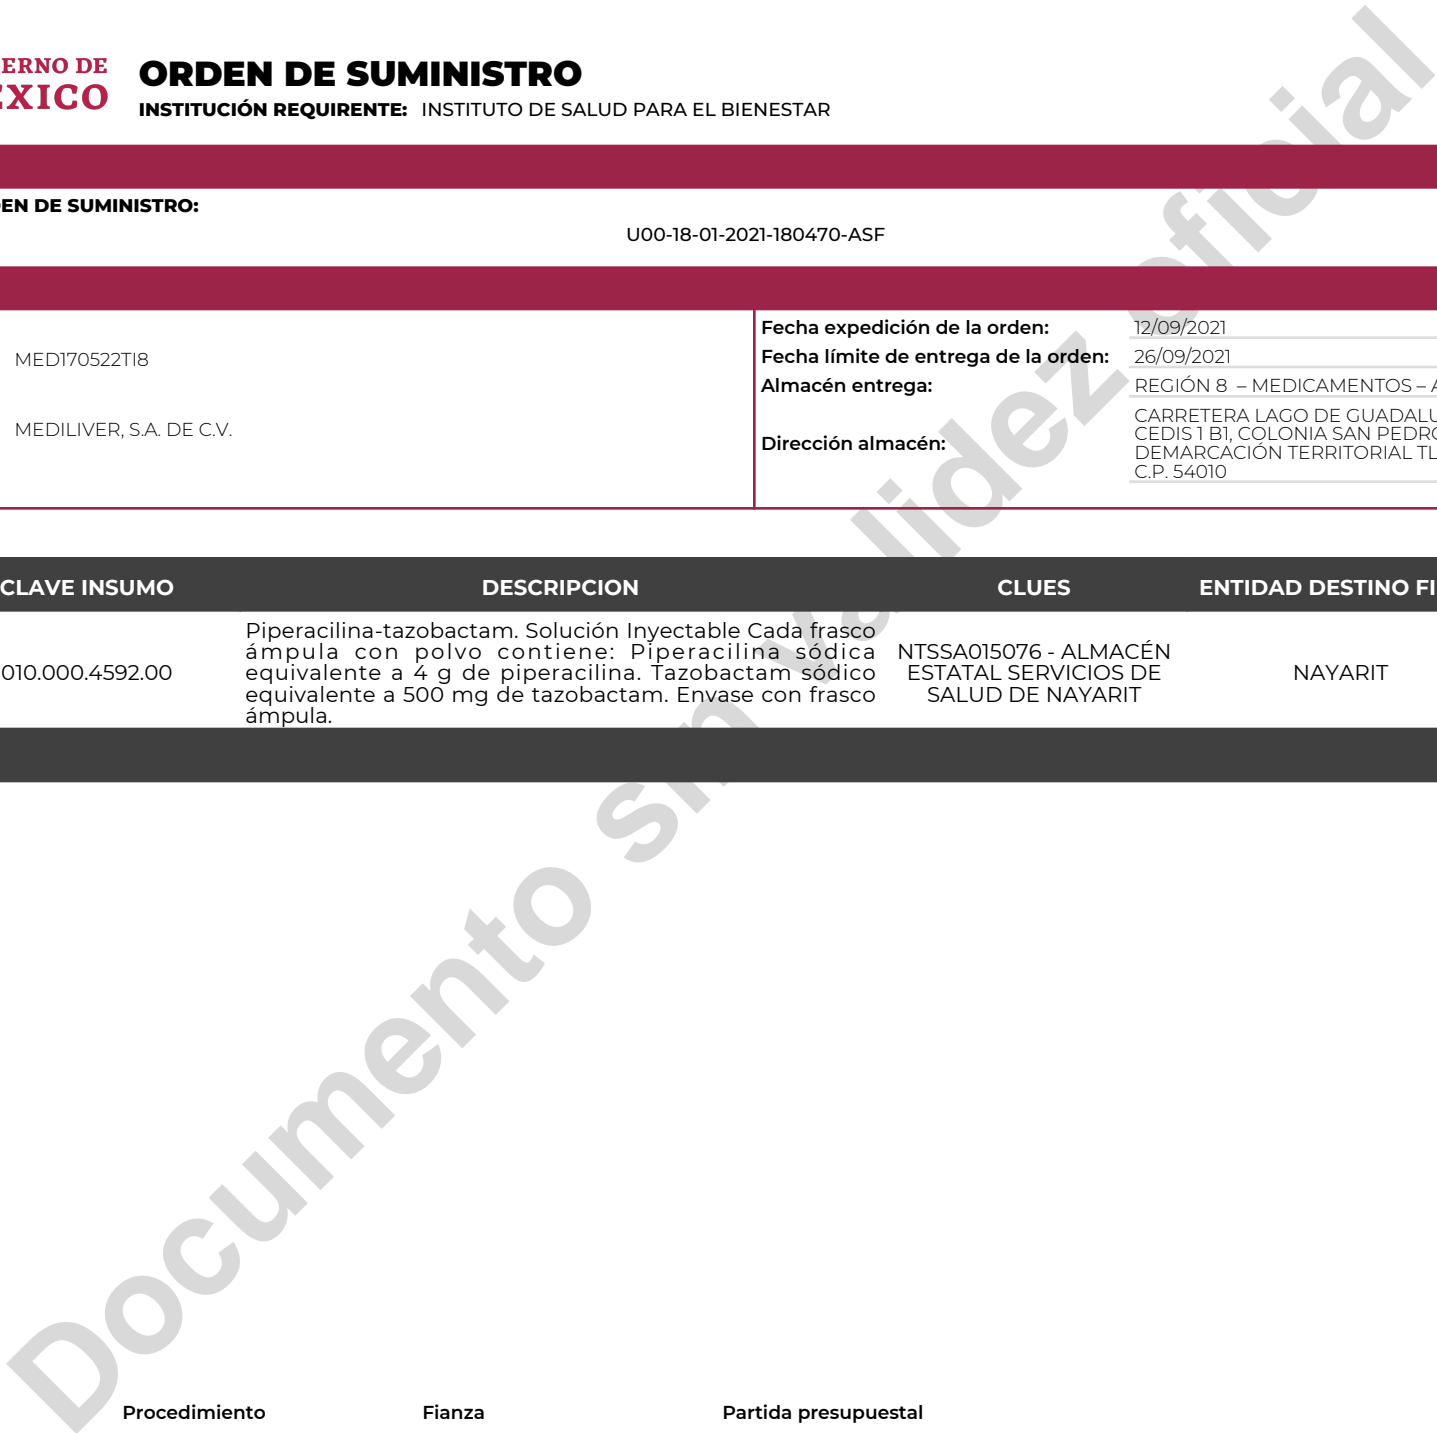 ERNO DE
ÉXICO
ORDEN DE SUMINISTRO
INSTITUCIÓN REQUIRENTE: INSTITUTO DE SALUD PARA EL BIENESTAR
EN DE SUMINISTRO:
U00-18-01-2021-180470-ASF
MED170522TI8
MEDILIVER, S.A. DE C.V.
Fecha expedición de la orden: 12/09/2021
Fecha límite de entrega de la orden: 26/09/2021
Almacén entrega: REGIÓN 8 – MEDICAMENTOS – A
Dirección almacén:
CARRETERA LAGO DE GUADALU
CEDIS 1 B1, COLONIA SAN PEDRO
DEMARCACIÓN TERRITORIAL TL
C.P. 54010
CLAVE INSUMO DESCRIPCION CLUES ENTIDAD DESTINO FI
010.000.4592.00
Piperacilina-tazobactam. Solución Inyectable Cada frasco
ámpula con polvo contiene: Piperacilina sódica
equivalente a 4 g de piperacilina. Tazobactam sódico
equivalente a 500 mg de tazobactam. Envase con frasco
ámpula.
NTSSA015076 - ALMACÉN
ESTATAL SERVICIOS DE
SALUD DE NAYARIT
NAYARIT
Documento sin validez oficial
Procedimiento Fianza Partida presupuestal